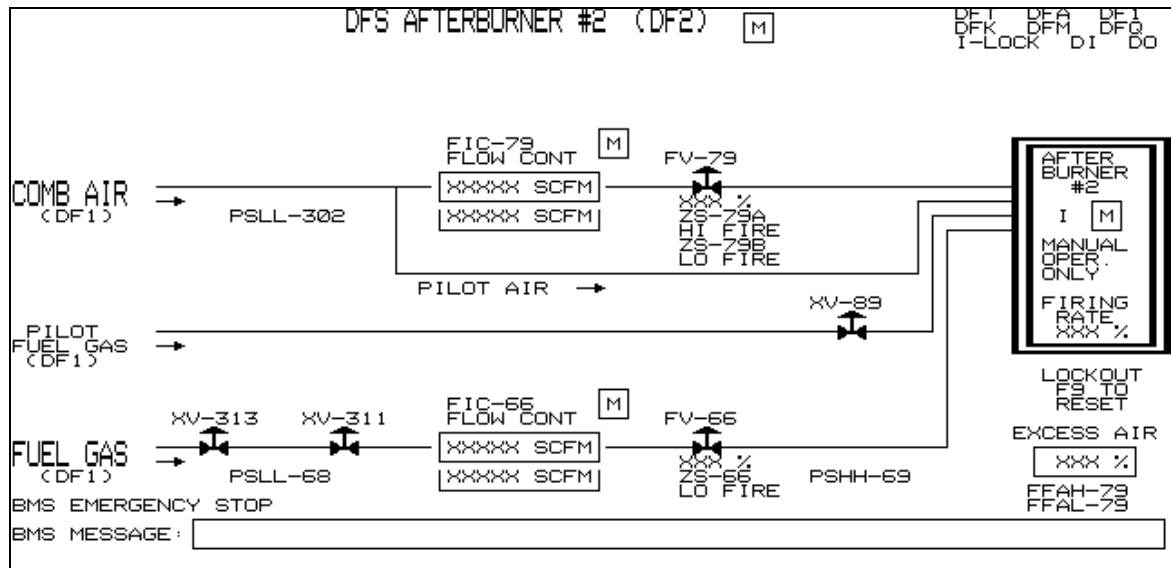 DFS AFTERBURNER #2 (DF2) M
DFT DFA DF1
DFK DFM DFQ
I-LOCK DI DO
FIC-79 M
FLOW CONT
FV-79
COMB AIR
(DF1)
PSLL-302
XXXXX SCFM
XXXXX SCFM
XXX %
ZS-79A
HI FIRE
ZS-79B
LO FIRE
AFTER
BURNER
#2
I M
MANUAL
OPER.
ONLY
FIRING
RATE
XXX %
PILOT AIR
XV-89
PILOT
FUEL GAS
(DF1)
LOCKOUT
F9 TO
RESET
XV-313
XV-311
FIC-66 M
FLOW CONT
FV-66
FUEL GAS
(DF1)
PSLL-68
XXXXX SCFM
XXXXX SCFM
XXX %
ZS-66
LO FIRE
PSHH-69
EXCESS AIR
XXX %
FFAH-79
FFAL-79
BMS EMERGENCY STOP
BMS MESSAGE: